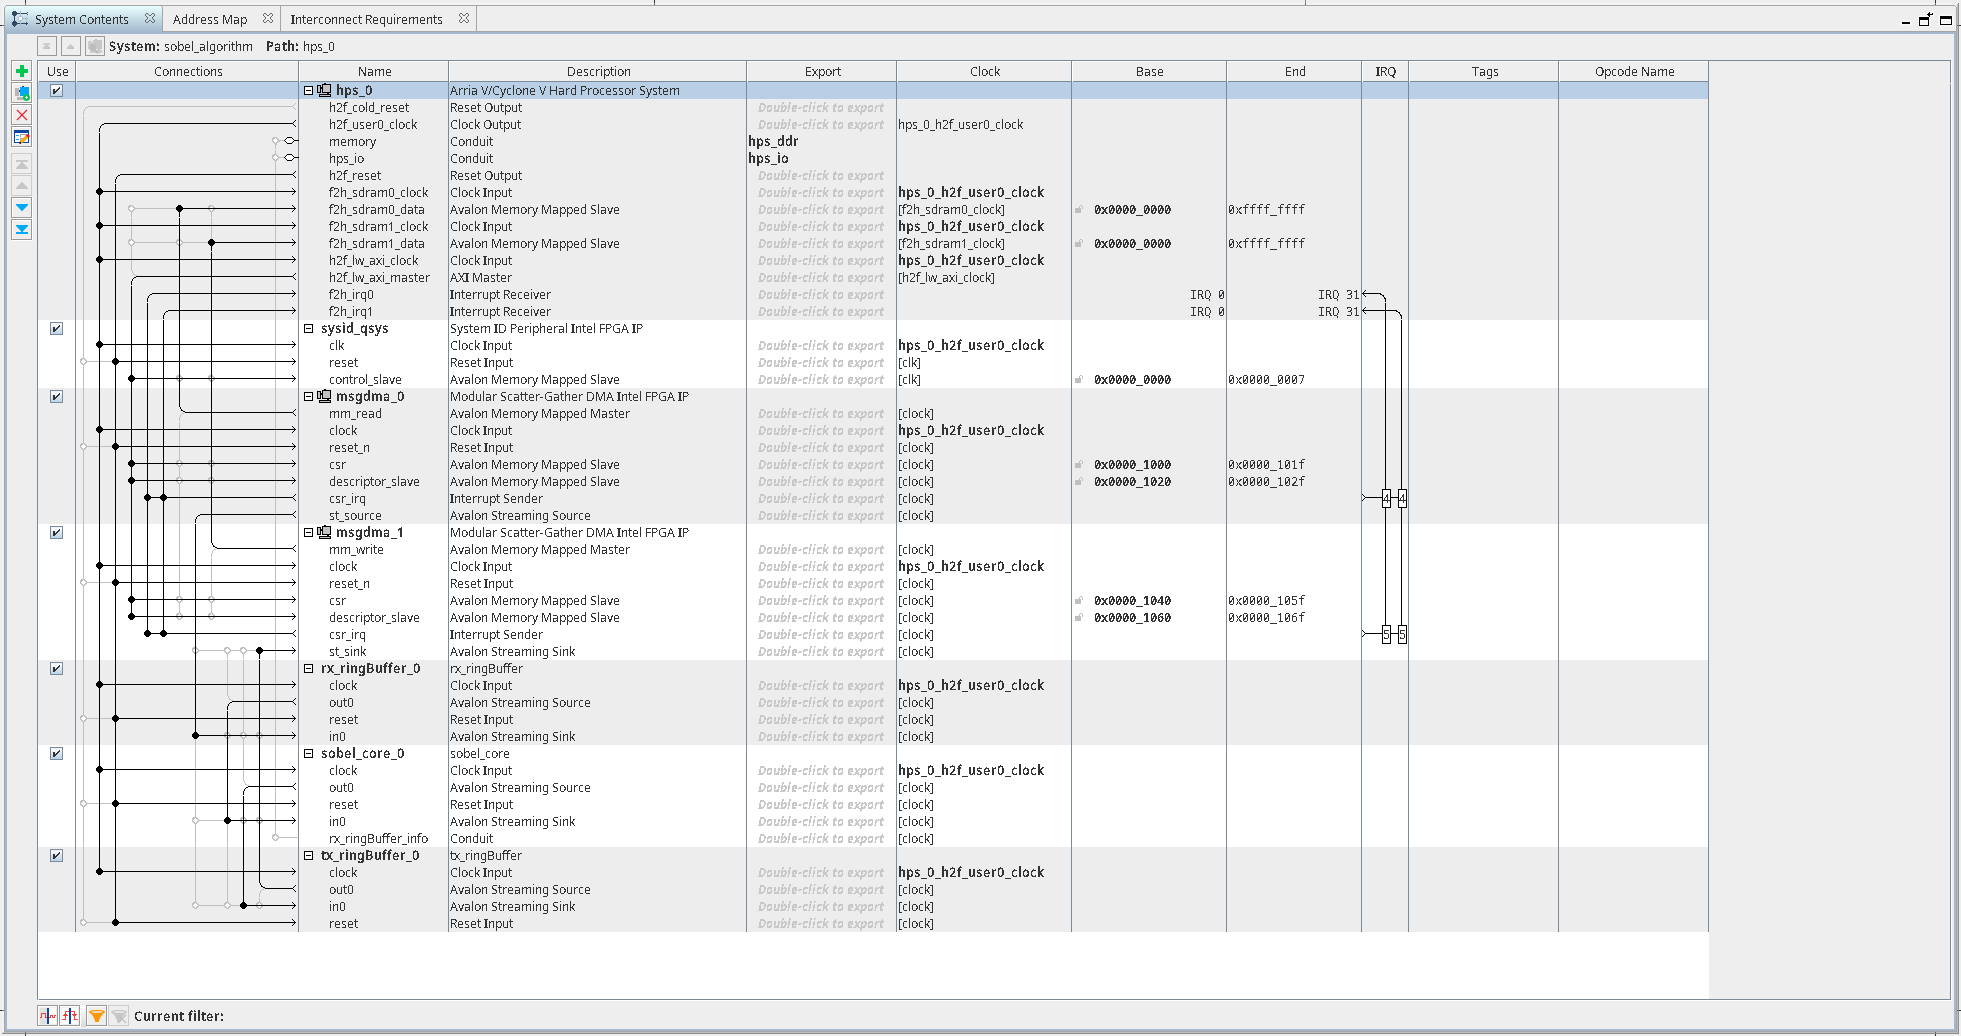 System Contents Address Map Interconnect Requirements
System: sobel_algorithm Path: hps_0
Use Connections Name Description Export Clock Base End IRQ Tags Opcode Name
hps_0 Arria V/Cyclone V Hard Processor System
h2f_cold_reset Reset Output Double-click to export
h2f_user0_clock Clock Output Double-click to export hps_0_h2f_user0_clock
memory Conduit hps_ddr
hps_io Conduit hps_io
h2f_reset Reset Output Double-click to export
f2h_sdram0_clock Clock Input Double-click to export hps_0_h2f_user0_clock
f2h_sdram0_data Avalon Memory Mapped Slave Double-click to export [f2h_sdram0_clock] 0x0000_0000 0xffff_ffff
f2h_sdram1_clock Clock Input Double-click to export hps_0_h2f_user0_clock
f2h_sdram1_data Avalon Memory Mapped Slave Double-click to export [f2h_sdram1_clock] 0x0000_0000 0xffff_ffff
h2f_lw_axi_clock Clock Input Double-click to export hps_0_h2f_user0_clock
h2f_lw_axi_master AXI Master Double-click to export [h2f_lw_axi_clock]
f2h_irq0 Interrupt Receiver Double-click to export IRQ 0 IRQ 31
f2h_irq1 Interrupt Receiver Double-click to export IRQ 0 IRQ 31
sysid_qsys System ID Peripheral Intel FPGA IP
clk Clock Input Double-click to export hps_0_h2f_user0_clock
reset Reset Input Double-click to export [clk]
control_slave Avalon Memory Mapped Slave Double-click to export [clk] 0x0000_0000 0x0000_0007
msgdma_0 Modular Scatter-Gather DMA Intel FPGA IP
mm_read Avalon Memory Mapped Master Double-click to export [clock]
clock Clock Input Double-click to export hps_0_h2f_user0_clock
reset_n Reset Input Double-click to export [clock]
csr Avalon Memory Mapped Slave Double-click to export [clock] 0x0000_1000 0x0000_101f
descriptor_slave Avalon Memory Mapped Slave Double-click to export [clock] 0x0000_1020 0x0000_102f
csr_irq Interrupt Sender Double-click to export [clock] 4 4
st_source Avalon Streaming Source Double-click to export [clock]
msgdma_1 Modular Scatter-Gather DMA Intel FPGA IP
mm_write Avalon Memory Mapped Master Double-click to export [clock]
clock Clock Input Double-click to export hps_0_h2f_user0_clock
reset_n Reset Input Double-click to export [clock]
csr Avalon Memory Mapped Slave Double-click to export [clock] 0x0000_1040 0x0000_105f
descriptor_slave Avalon Memory Mapped Slave Double-click to export [clock] 0x0000_1060 0x0000_106f
csr_irq Interrupt Sender Double-click to export [clock] 5 5
st_sink Avalon Streaming Sink Double-click to export [clock]
rx_ringBuffer_0 rx_ringBuffer
clock Clock Input Double-click to export hps_0_h2f_user0_clock
out0 Avalon Streaming Source Double-click to export [clock]
reset Reset Input Double-click to export [clock]
in0 Avalon Streaming Sink Double-click to export [clock]
sobel_core_0 sobel_core
clock Clock Input Double-click to export hps_0_h2f_user0_clock
out0 Avalon Streaming Source Double-click to export [clock]
reset Reset Input Double-click to export [clock]
in0 Avalon Streaming Sink Double-click to export [clock]
rx_ringBuffer_info Conduit Double-click to export [clock]
tx_ringBuffer_0 tx_ringBuffer
clock Clock Input Double-click to export hps_0_h2f_user0_clock
out0 Avalon Streaming Source Double-click to export [clock]
in0 Avalon Streaming Sink Double-click to export [clock]
reset Reset Input Double-click to export [clock]
Current filter: